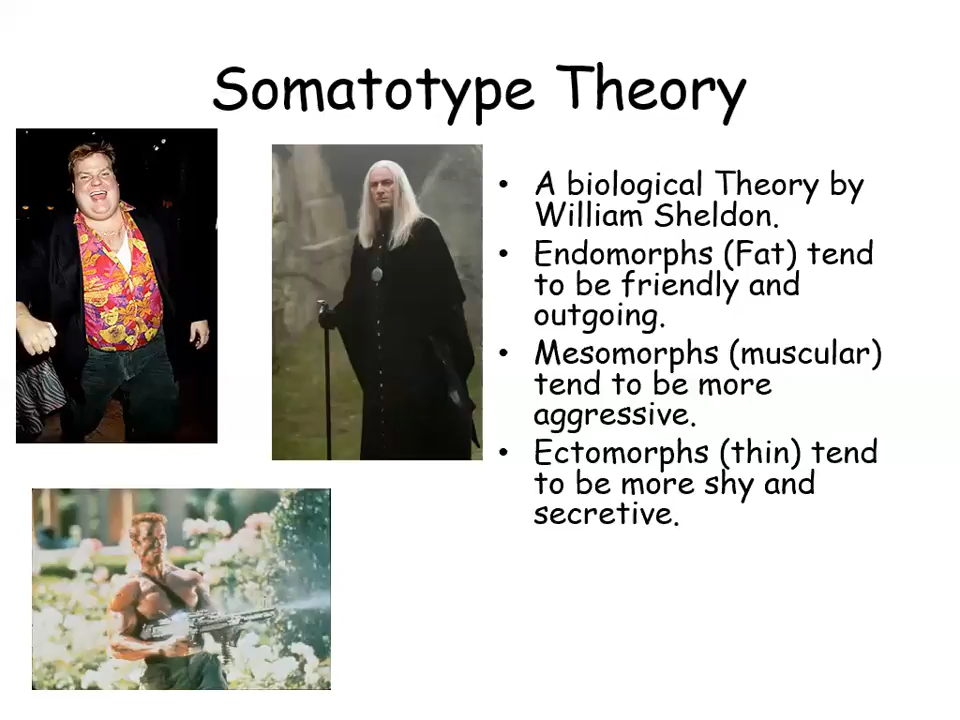 Somatotype Theory
• A biological Theory by
William Sheldon.
• Endomorphs (Fat) tend
to be friendly and
outgoing.
• Mesomorphs (muscular)
tend to be more
aggressive.
• Ectomorphs (thin) tend
to be more shy and
secretive.